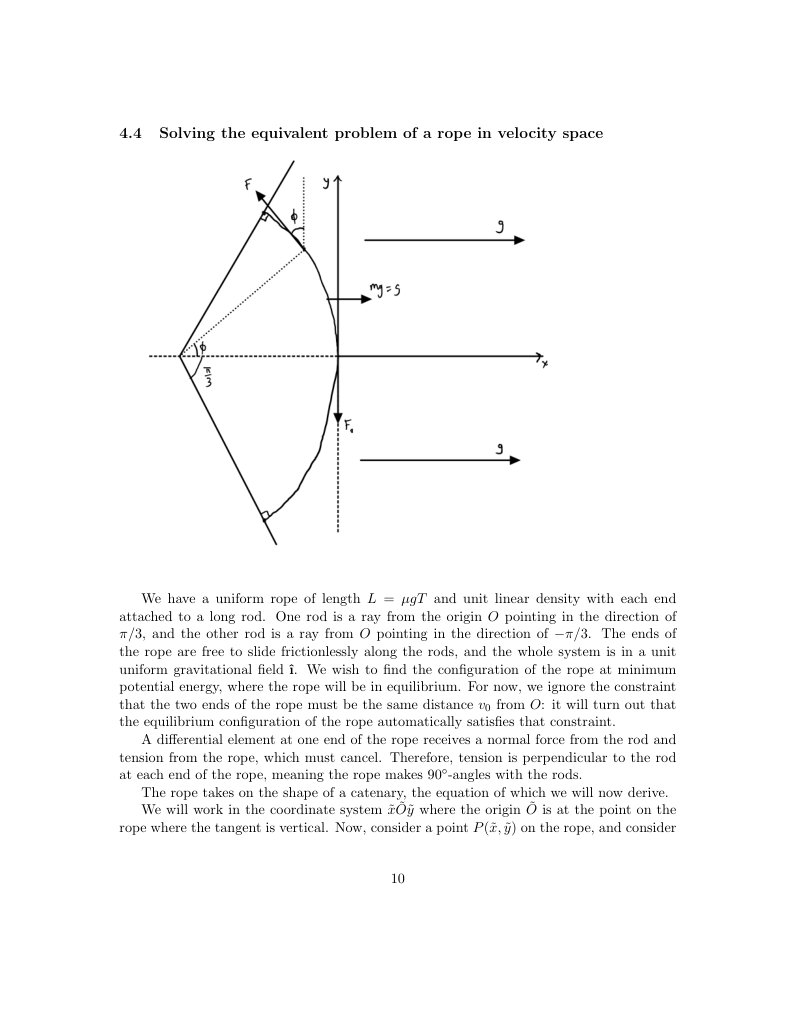 4.4 Solving the equivalent problem of a rope in velocity space
F
ϕ
y
g
mg = s
ϕ
π/3
x
F₀
g
We have a uniform rope of length L = μgT and unit linear density with each end
attached to a long rod. One rod is a ray from the origin O pointing in the direction of
π/3, and the other rod is a ray from O pointing in the direction of −π/3. The ends of
the rope are free to slide frictionlessly along the rods, and the whole system is in a unit
uniform gravitational field î. We wish to find the configuration of the rope at minimum
potential energy, where the rope will be in equilibrium. For now, we ignore the constraint
that the two ends of the rope must be the same distance v₀ from O: it will turn out that
the equilibrium configuration of the rope automatically satisfies that constraint.
A differential element at one end of the rope receives a normal force from the rod and
tension from the rope, which must cancel. Therefore, tension is perpendicular to the rod
at each end of the rope, meaning the rope makes 90°-angles with the rods.
The rope takes on the shape of a catenary, the equation of which we will now derive.
We will work in the coordinate system x̃Õỹ where the origin Õ is at the point on the
rope where the tangent is vertical. Now, consider a point P(x̃, ỹ) on the rope, and consider
10